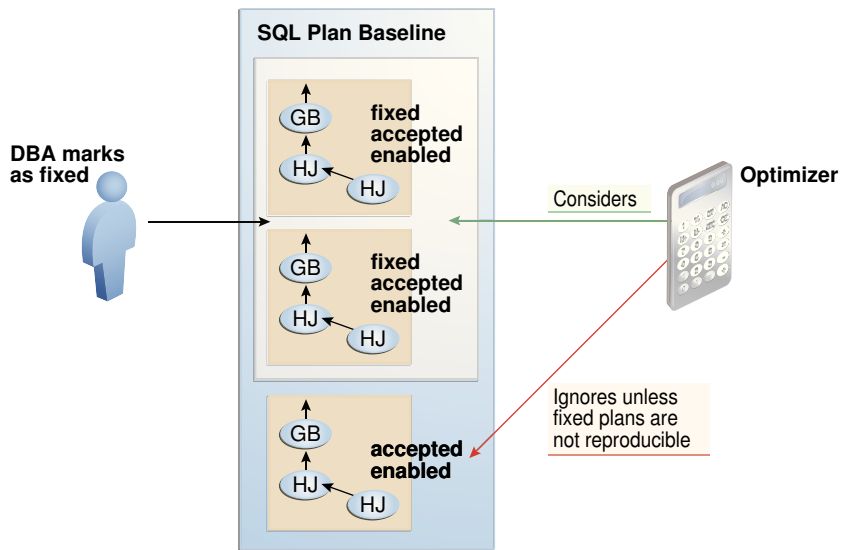 SQL Plan Baseline
GB
HJ
HJ
fixed
accepted
enabled
DBA marks
as fixed
Considers
Optimizer
GB
HJ
HJ
fixed
accepted
enabled
Ignores unless
fixed plans are
not reproducible
GB
HJ
HJ
accepted
enabled